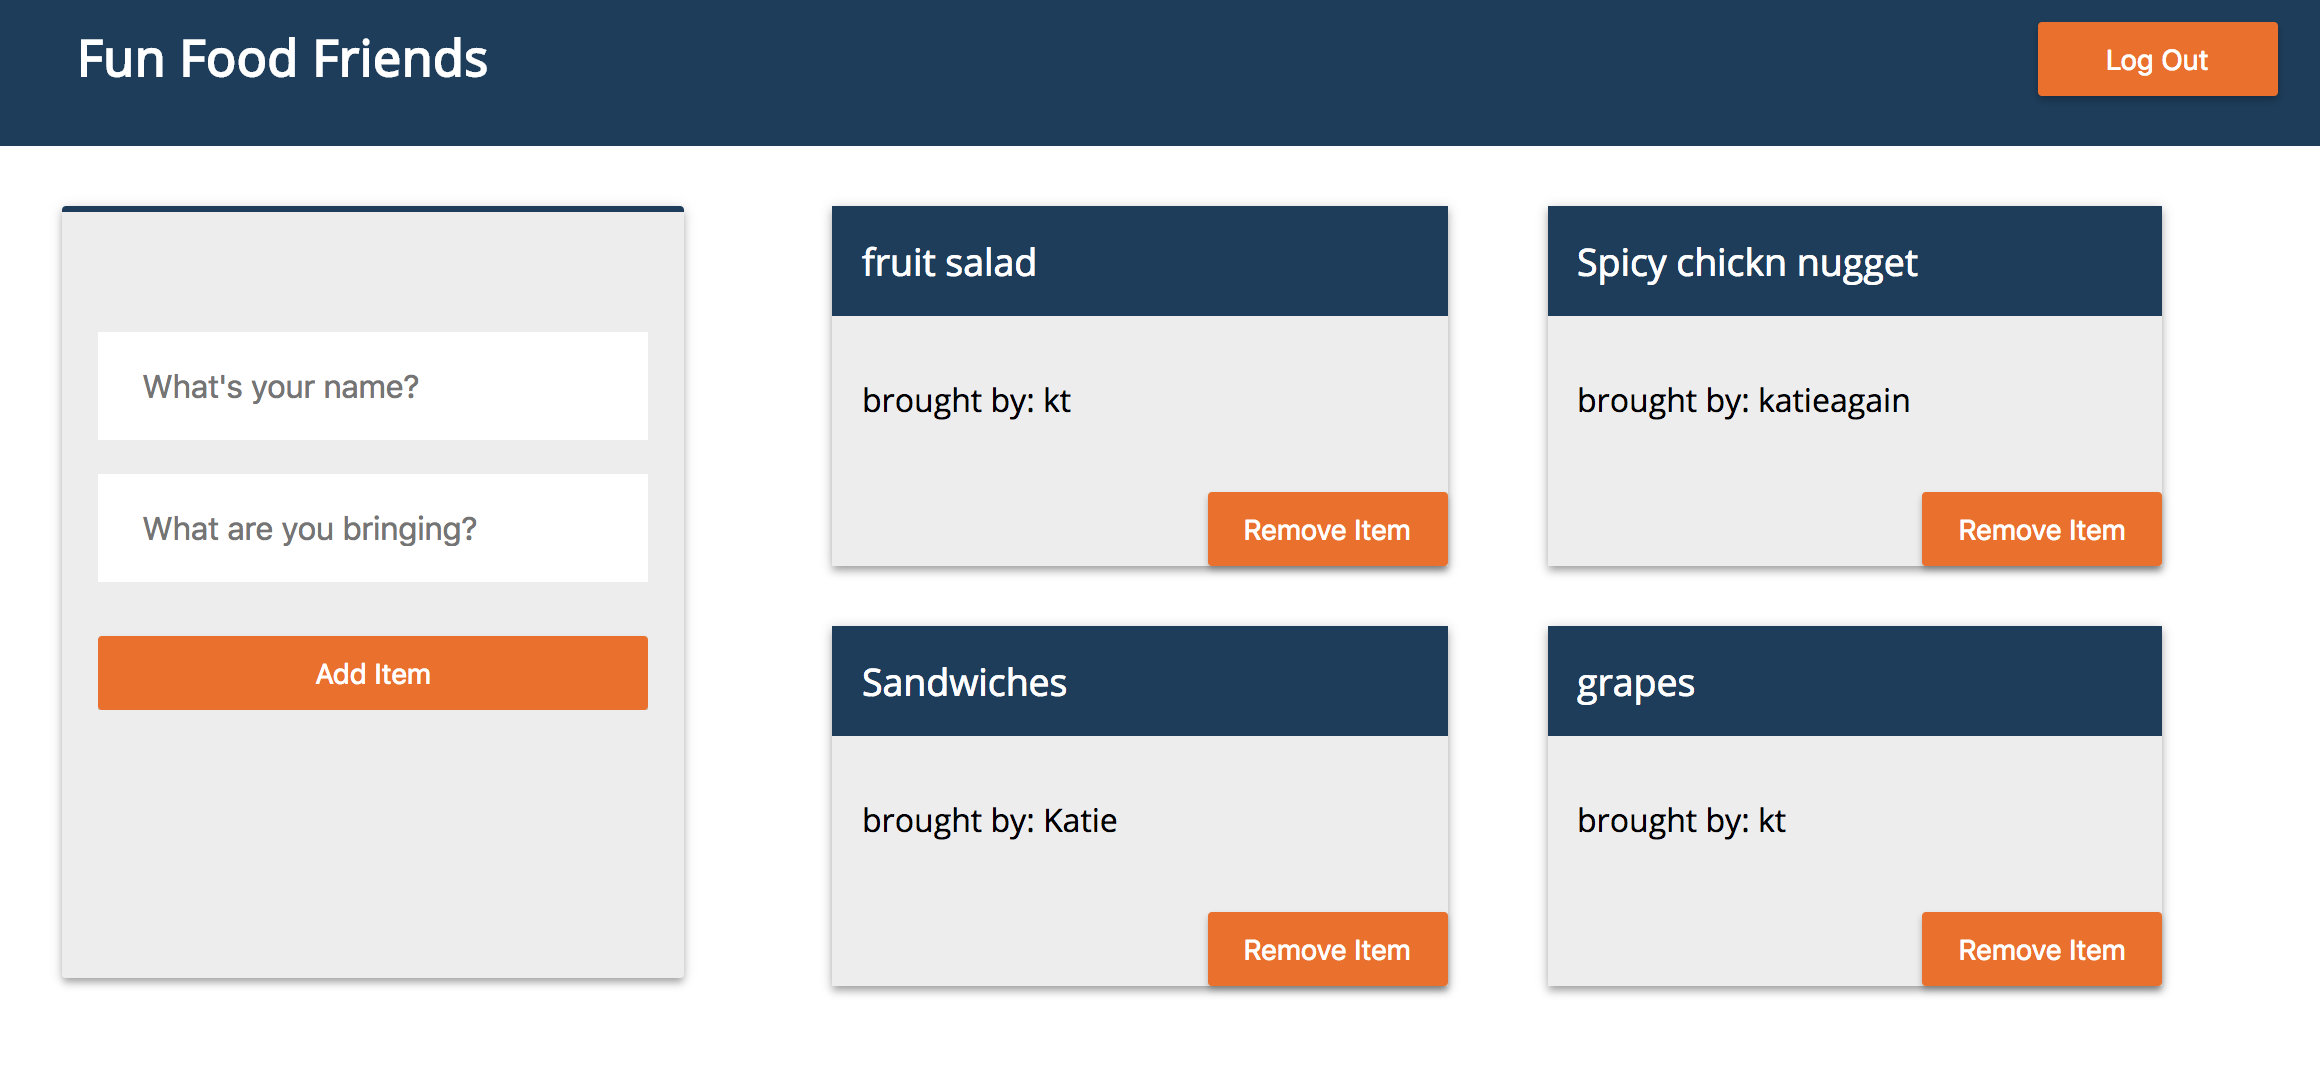 Fun Food Friends
Log Out
What's your name?
What are you bringing?
Add Item
fruit salad
brought by: kt
Remove Item
Spicy chickn nugget
brought by: katieagain
Remove Item
Sandwiches
brought by: Katie
Remove Item
grapes
brought by: kt
Remove Item